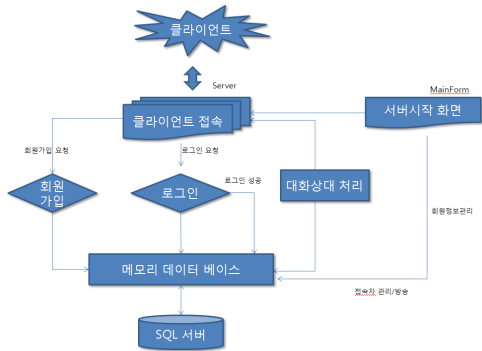 클라이언트
Server
MainForm
클라이언트 접속
서버시작 화면
회원가입 요청
로그인 요청
로그인 성공
회원
가입
로그인
대화상대 처리
회원정보관리
메모리 데이터 베이스
접속자 관리/방송
SQL 서버